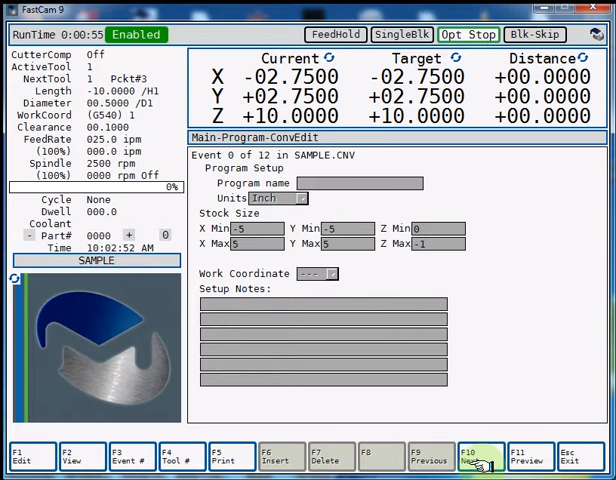 FastCam 9
RunTime 0:00:55 Enabled FeedHold SingleBlk Opt Stop Blk-Skip
CutterComp Off
ActiveTool 1
NextTool 1 Pckt#3
Length -10.0000 /H1
Diameter 00.5000 /D1
WorkCoord (G540) 1
Clearance 00.1000
FeedRate 025.0 ipm
(100%) 000.0 ipm
Spindle 2500 rpm
(100%) 0000 rpm Off
0%
Cycle None
Dwell 000.0
Coolant
- Part# 0000 + 0
Time 10:02:52 AM
SAMPLE
Current Target Distance
X -02.7500 -02.7500 +00.0000
Y +02.7500 +02.7500 +00.0000
Z +10.0000 +10.0000 +00.0000
Main-Program-ConvEdit
Event 0 of 12 in SAMPLE.CNV
Program Setup
Program name
Units Inch
Stock Size
X Min -5 Y Min -5 Z Min 0
X Max 5 Y Max 5 Z Max -1
Work Coordinate ---
Setup Notes:
F1 F2 F3 F4 F5 F6 F7 F8 F9 F10 F11 Esc
Edit View Event # Tool # Print Insert Delete Previous Next Preview Exit